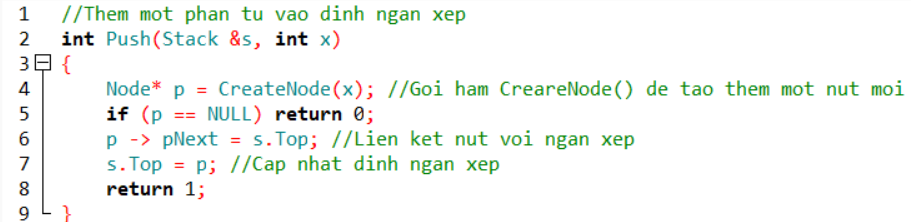 1 //Them mot phan tu vao dinh ngan xep
2 int Push(Stack &s, int x)
3 {
4 Node* p = CreateNode(x); //Goi ham CreareNode() de tao them mot nut moi
5 if (p == NULL) return 0;
6 p -> pNext = s.Top; //Lien ket nut voi ngan xep
7 s.Top = p; //Cap nhat dinh ngan xep
8 return 1;
9 }